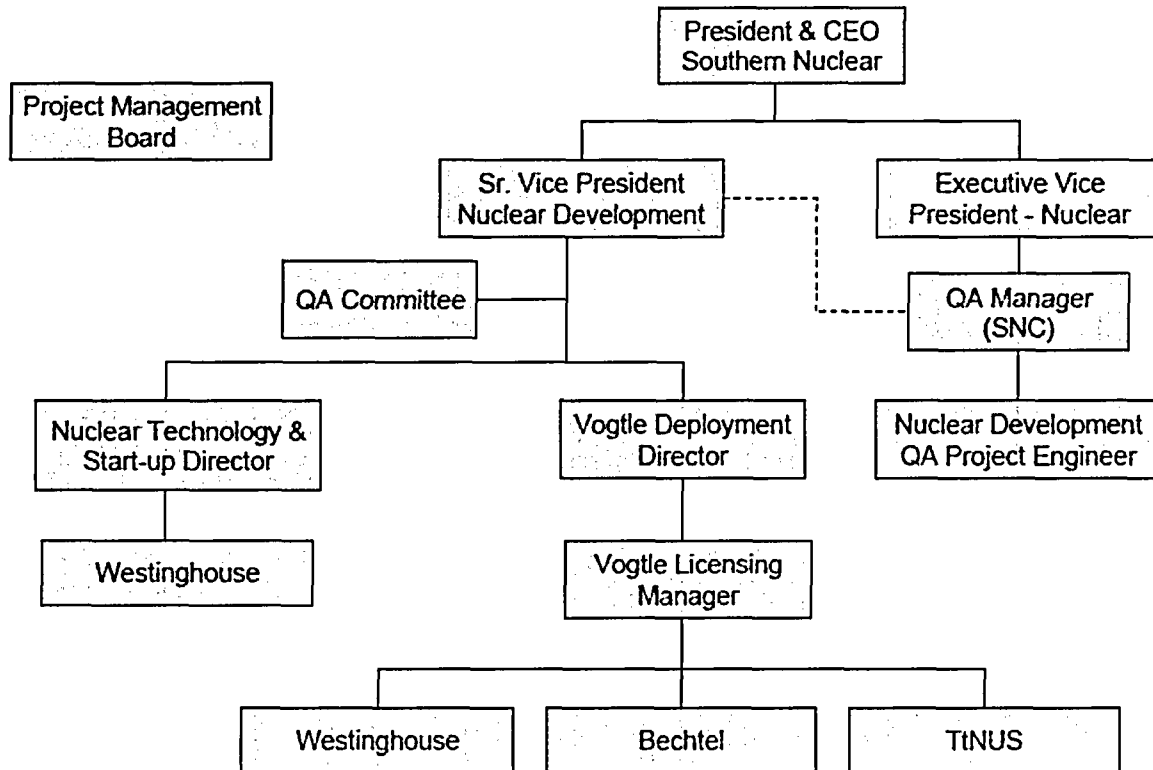 President & CEO
Southern Nuclear
Project Management
Board
Sr. Vice President
Nuclear Development
Executive Vice
President - Nuclear
QA Committee
QA Manager
(SNC)
Nuclear Technology &
Start-up Director
Vogtle Deployment
Director
Nuclear Development
QA Project Engineer
Westinghouse
Vogtle Licensing
Manager
Westinghouse
Bechtel
TtNUS